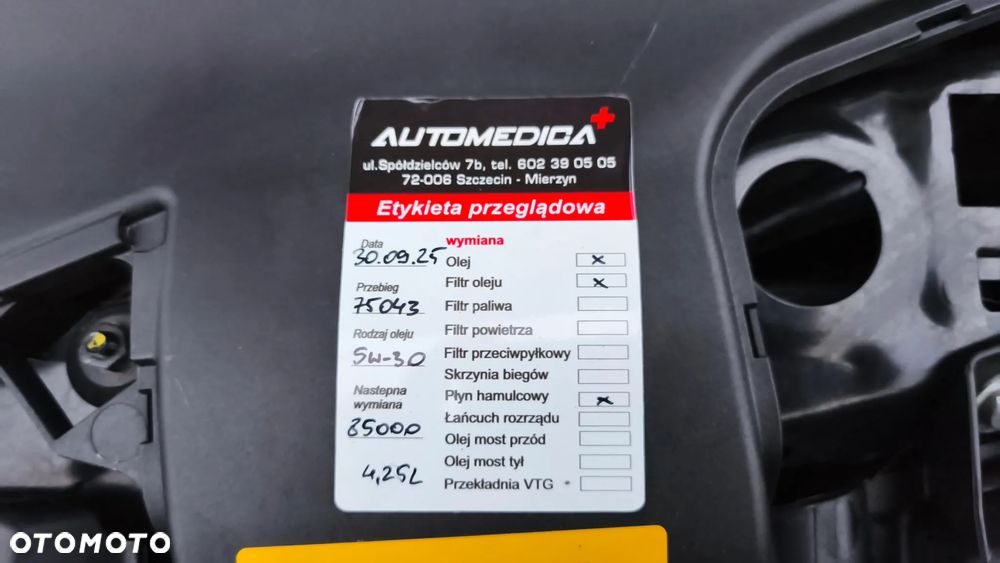 AUTOMEDICA
ul.Spółdzielców 7b, tel. 602 39 05 05
72-006 Szczecin - Mierzyn
Etykieta przeglądowa
Data
30.09.25
Przebieg
75043
Rodzaj oleju
5W-30
Następna
wymiana
85000
4,25L
wymiana
Olej x
Filtr oleju x
Filtr paliwa
Filtr powietrza
Filtr przeciwpyłkowy
Skrzynia biegów
Płyn hamulcowy x
Łańcuch rozrządu
Olej most przód
Olej most tył
Przekładnia VTG
OTOMOTO